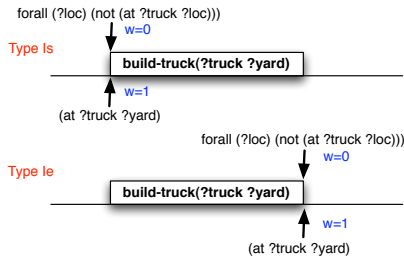 forall (?loc) (not (at ?truck ?loc)))
w=0
Type Is
build-truck(?truck ?yard)
w=1
(at ?truck ?yard)
forall (?loc) (not (at ?truck ?loc)))
w=0
Type Ie
build-truck(?truck ?yard)
w=1
(at ?truck ?yard)